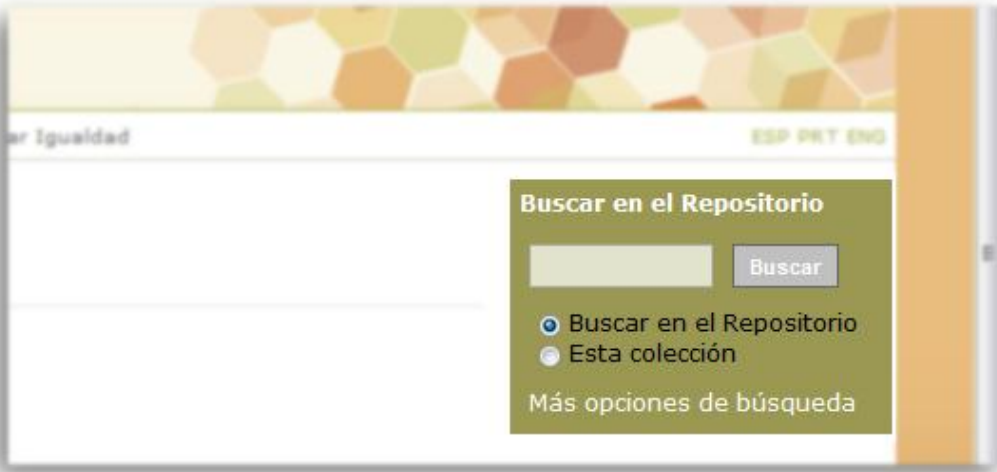 ar Igualdad
ESP PRT ENG
Buscar en el Repositorio
Buscar
Buscar en el Repositorio
Esta colección
Más opciones de búsqueda